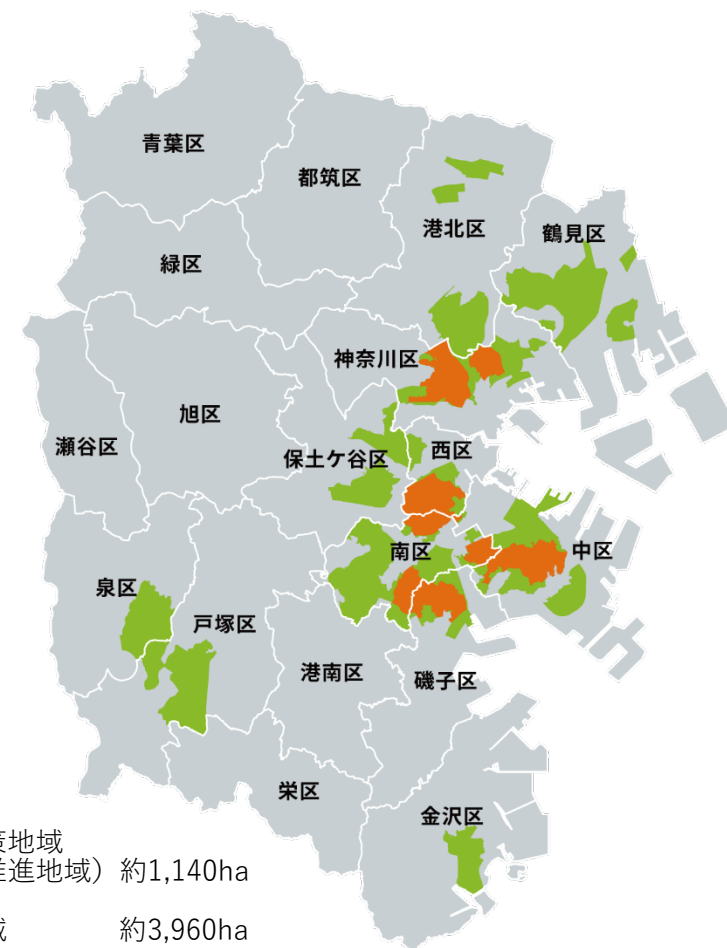 青葉区
都筑区
港北区
鶴見区
緑区
神奈川区
旭区
瀬谷区
保土ケ谷区
西区
南区
中区
泉区
戸塚区
港南区
磯子区
栄区
金沢区
策地域
推進地域）約1,140ha
域 約3,960ha